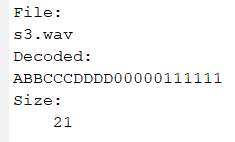 File:
s3.wav
Decoded:
ABBCCCDDDD00000111111
Size:
21